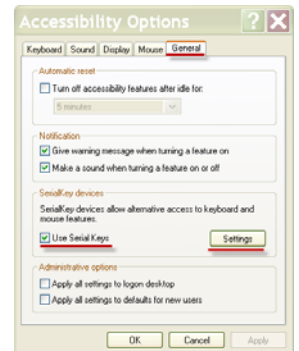 Accessibility Options
Keyboard Sound Display Mouse General
Automatic reset
Turn off accessibility features after idle for:
5 minutes
Notification
Give warning message when turning a feature on
Make a sound when turning a feature on or off
SerialKey devices
SerialKey devices allow alternative access to keyboard and
mouse features.
Use Serial Keys Settings
Administrative options
Apply all settings to logon desktop
Apply all settings to defaults for new users
OK Cancel Apply